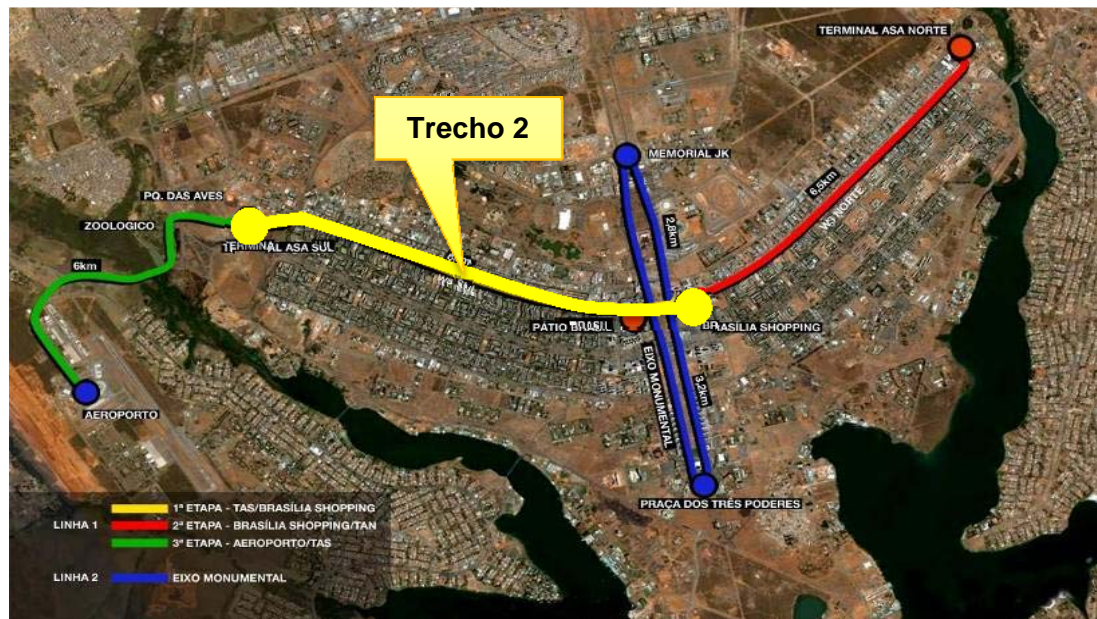 TERMINAL ASA NORTE
Trecho 2
MEMORIAL JK
PQ. DAS AVES
6,5km
W3 NORTE
ZOOLOGICO
2,8km
TERMINAL ASA SUL
6km
PÁTIO BRASIL
BRASÍLIA SHOPPING
EIXO MONUMENTAL
3,2km
AEROPORTO
PRAÇA DOS TRÊS PODERES
LINHA 1
1ª ETAPA - TAS/BRASÍLIA SHOPPING
2ª ETAPA - BRASÍLIA SHOPPING/TAN
3ª ETAPA - AEROPORTO/TAS
LINHA 2
EIXO MONUMENTAL